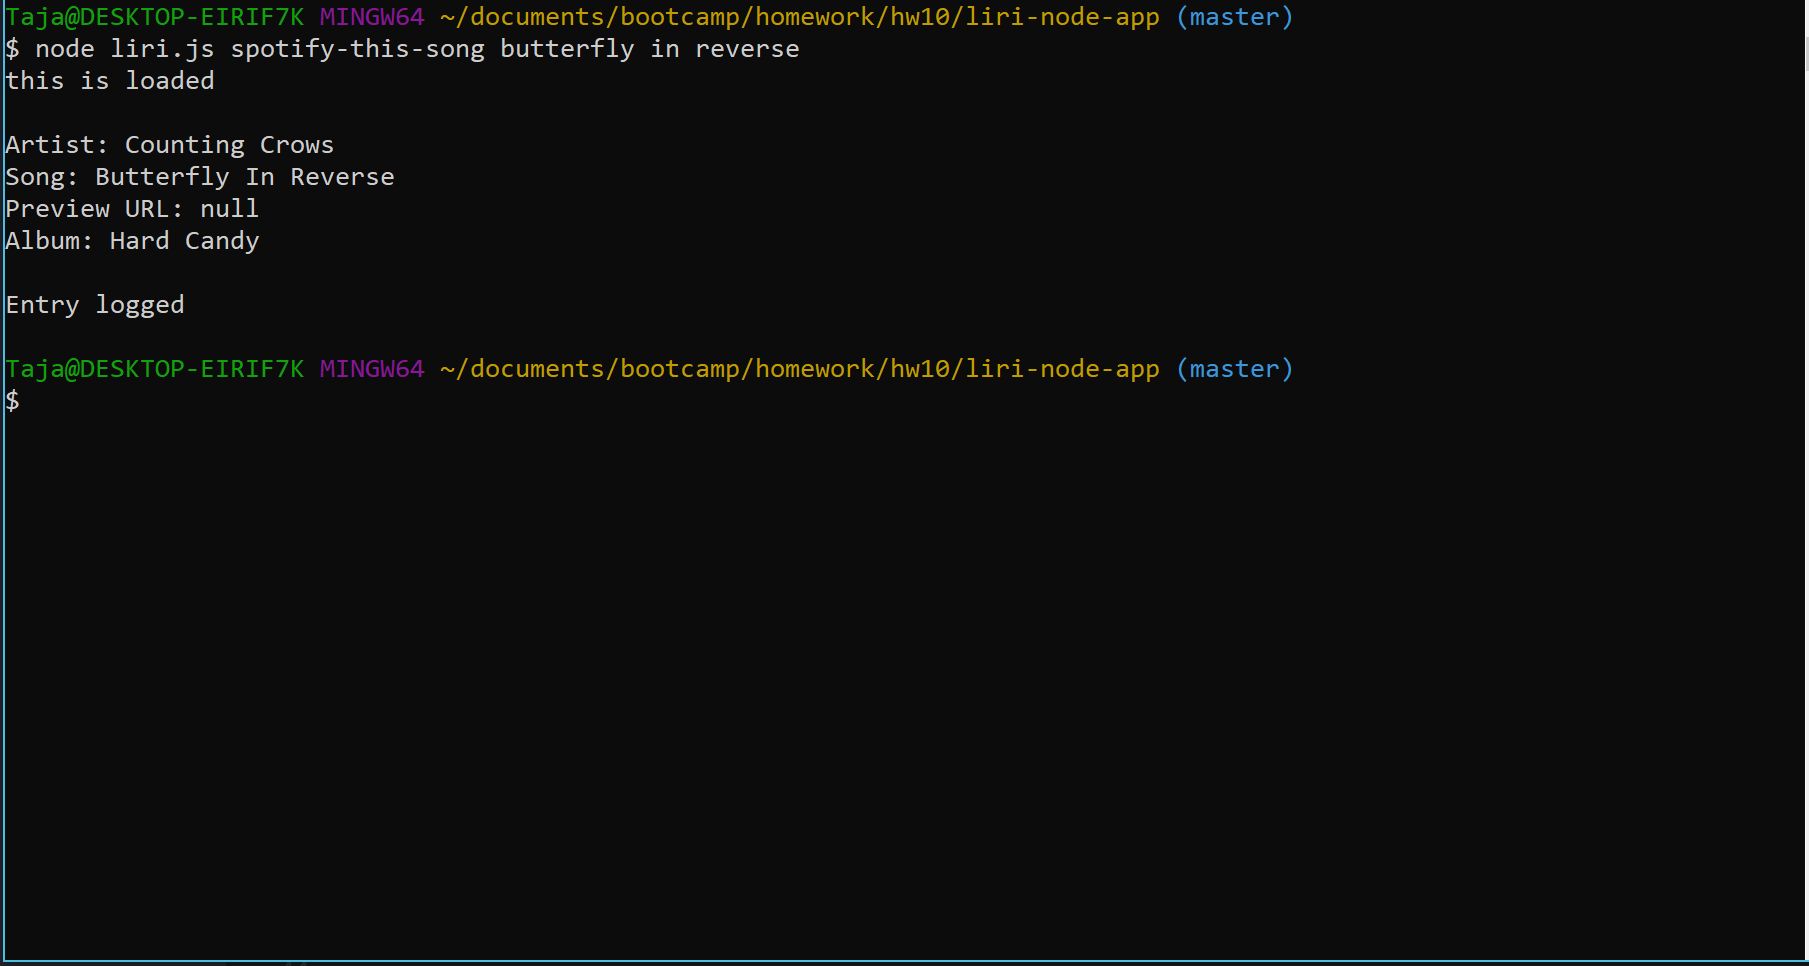 Taja@DESKTOP-EIRIF7K MINGW64 ~/documents/bootcamp/homework/hw10/liri-node-app (master)
$ node liri.js spotify-this-song butterfly in reverse
this is loaded
Artist: Counting Crows
Song: Butterfly In Reverse
Preview URL: null
Album: Hard Candy
Entry logged
Taja@DESKTOP-EIRIF7K MINGW64 ~/documents/bootcamp/homework/hw10/liri-node-app (master)
$